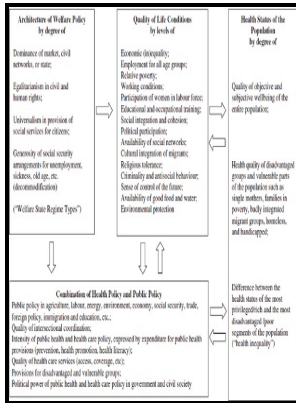 Architecture of Welfare Policy
by degree of
Dominance of market, civil
networks, or state;
Egalitarianism in civil and
human rights;
Universalism in provision of
social services for citizens;
Generosity of social security
arrangements for unemployment,
sickness, old age, etc.
(decommodification)
("Welfare State Regime Types")
Quality of Life Conditions
by levels of
Economic (in)equality;
Employment for all age groups;
Relative poverty;
Working conditions;
Participation of women in labour force;
Educational and occupational training;
Social integration and cohesion;
Political participation;
Availability of social networks;
Cultural integration of migrants;
Religious tolerance;
Criminality and antisocial behaviour;
Sense of control of the future;
Availability of good food and water;
Environmental protection
Health Status of the
Population
by degree of
Quality of objective and
subjective wellbeing of the
entire population;
Health quality of disadvantaged
groups and vulnerable parts
of the population such as
single mothers, families in
poverty, badly integrated
migrant groups, homeless, and
handicapped;
Difference between the
health status of the most
privileged/rich and the most
disadvantaged/poor
segments of the population
("health inequality")
Combination of Health Policy and Public Policy
Public policy in agriculture, labour, energy, environment, economy, social security, trade,
foreign policy, immigration and education, etc.;
Quality of intersectional coordination;
Intensity of public health and health care policy, expressed by expenditure for public health
provisions (prevention, health promotion, health literacy);
Quality of health care services (access, coverage, etc);
Provisions for disadvantaged and vulnerable groups;
Political power of public health and health care policy in government and civil society